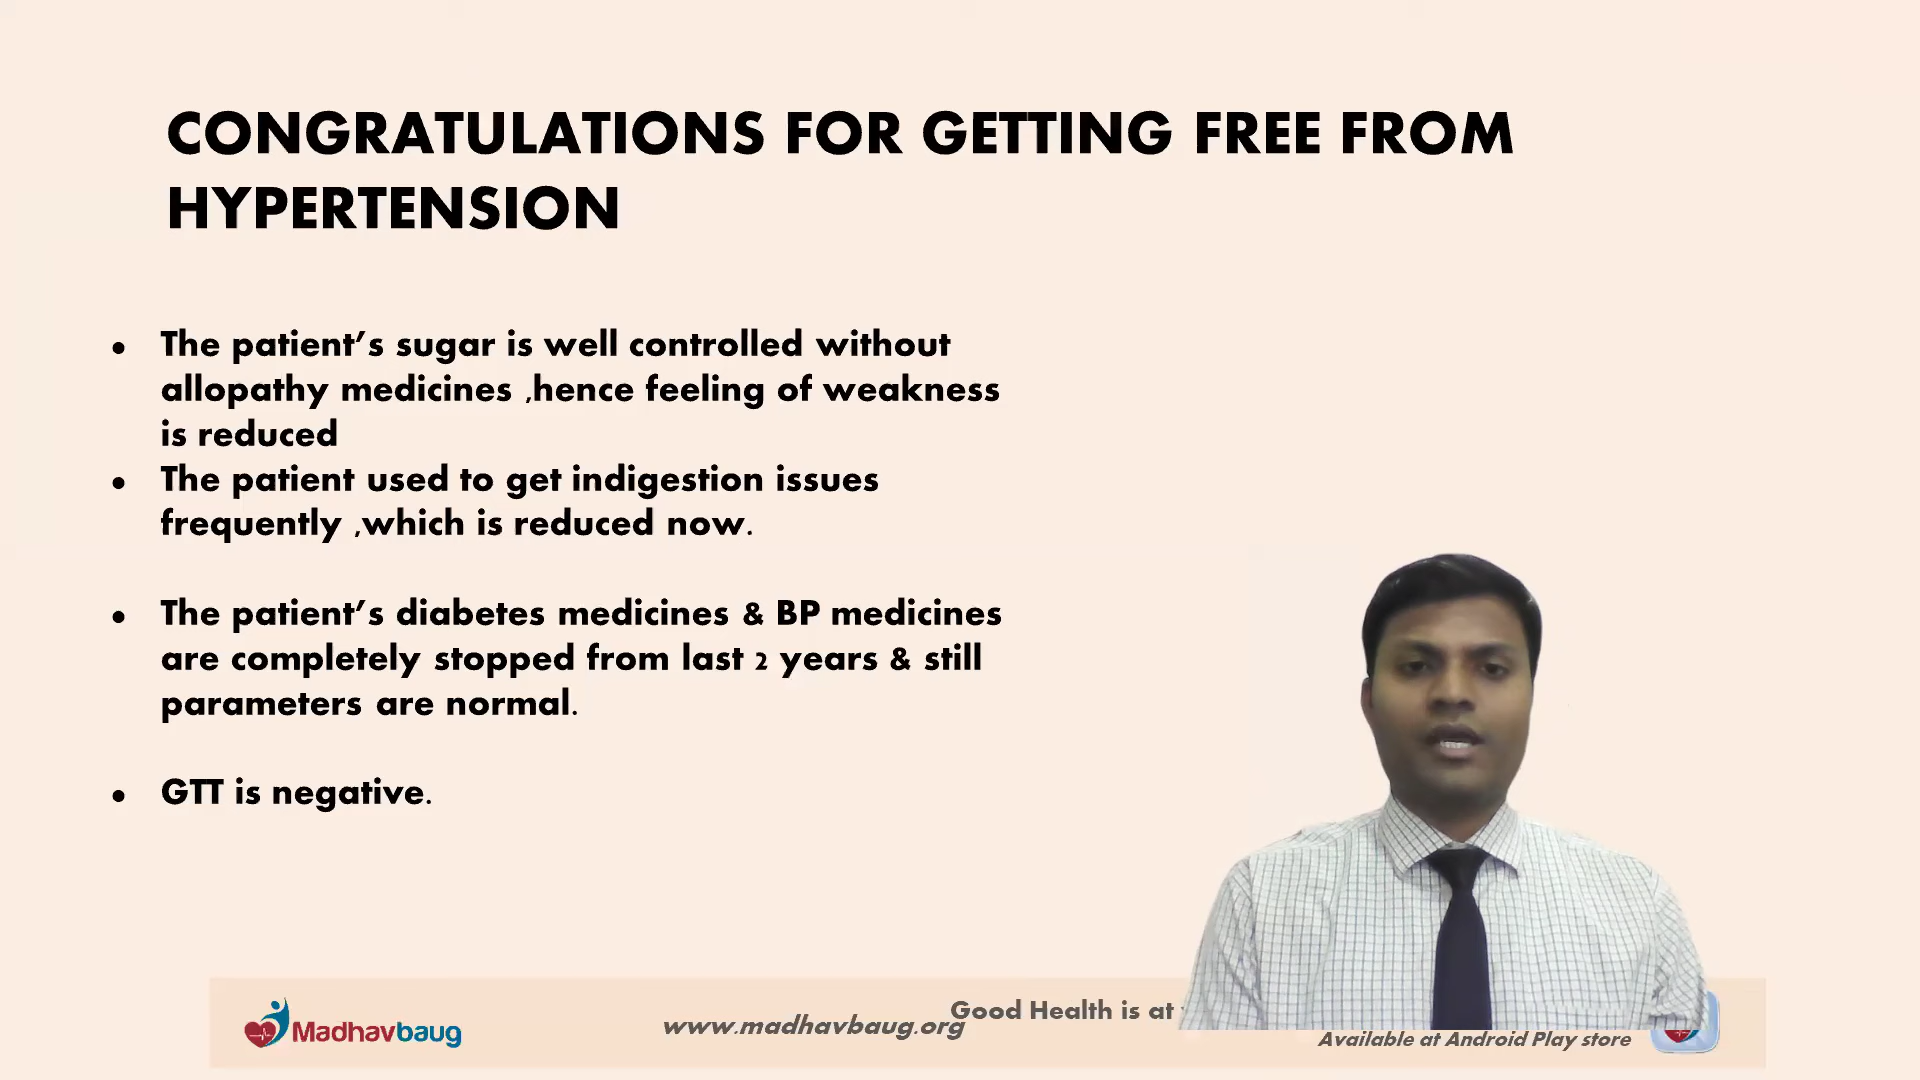 CONGRATULATIONS FOR GETTING FREE FROM
HYPERTENSION
• The patient's sugar is well controlled without
allopathy medicines ,hence feeling of weakness
is reduced
• The patient used to get indigestion issues
frequently ,which is reduced now.
• The patient's diabetes medicines & BP medicines
are completely stopped from last 2 years & still
parameters are normal.
• GTT is negative.
Madhavbaug
www.madhavbaug.org
Good Health is at
Available at Android Play store